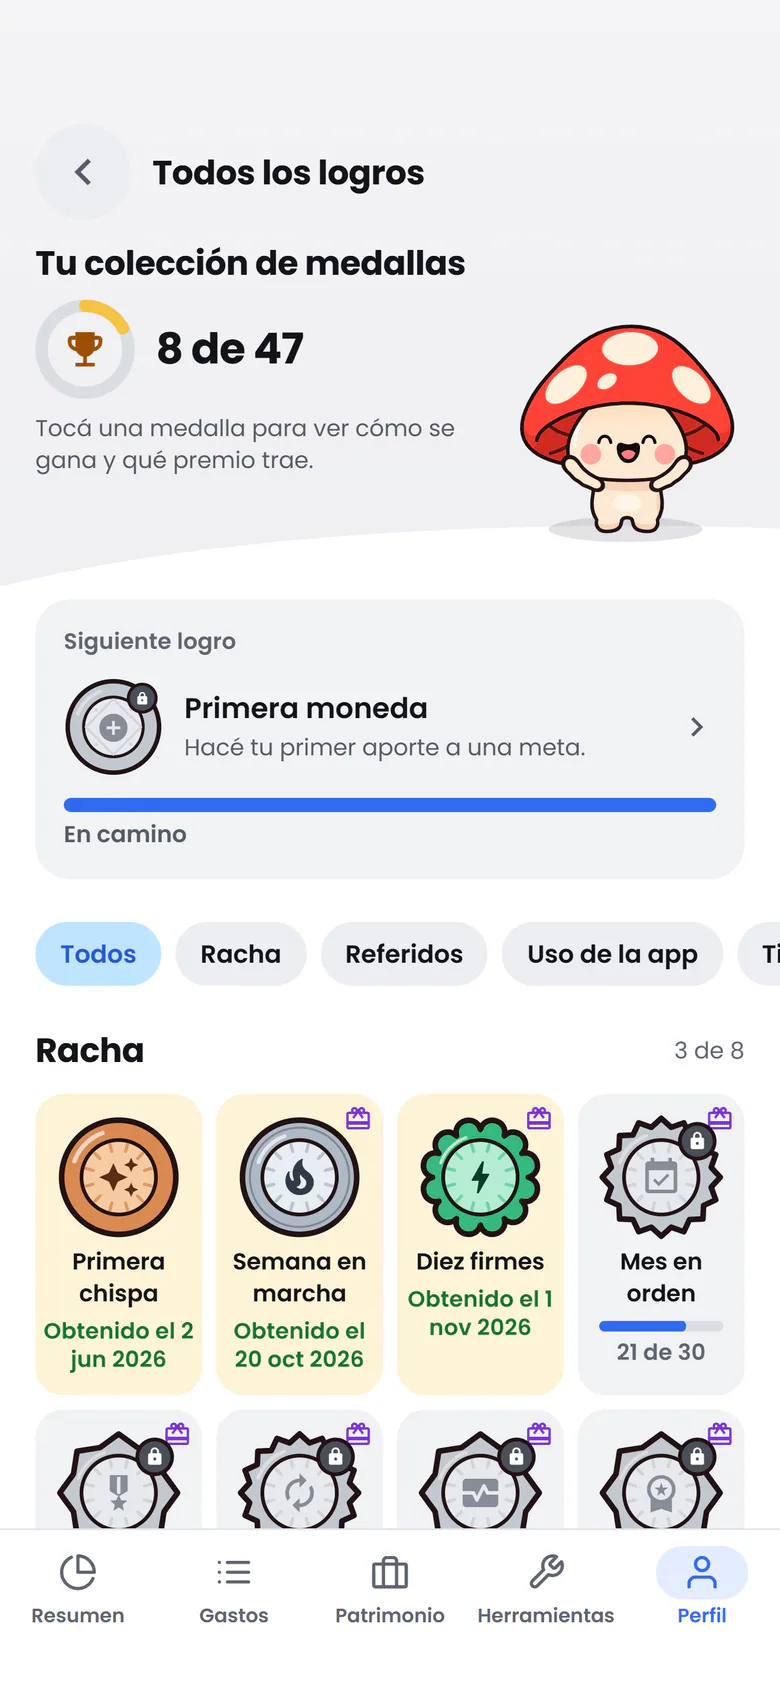 Todos los logros
Tu colección de medallas
8 de 47
Tocá una medalla para ver cómo se
gana y qué premio trae.
Siguiente logro
Primera moneda
Hacé tu primer aporte a una meta.
En camino
Todos
Racha
Referidos
Uso de la app
Ti
Racha
3 de 8
Primera
chispa
Obtenido el 2
jun 2026
Semana en
marcha
Obtenido el
20 oct 2026
Diez firmes
Obtenido el 1
nov 2026
Mes en
orden
21 de 30
Resumen
Gastos
Patrimonio
Herramientas
Perfil